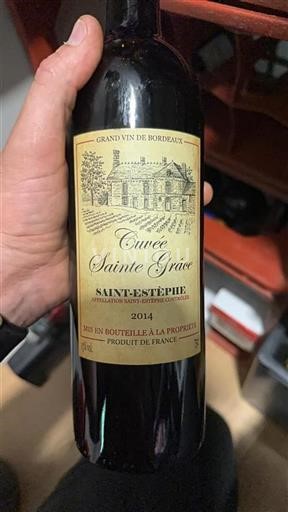 GRAND VIN DE BORDEAUX
Cuvée
Sainte Grâce
SAINT-ESTÈPHE
APPELLATION SAINT-ESTÈPHE CONTRÔLÉE
2014
MIS EN BOUTEILLE À LA PROPRIÉTÉ
PRODUIT DE FRANCE